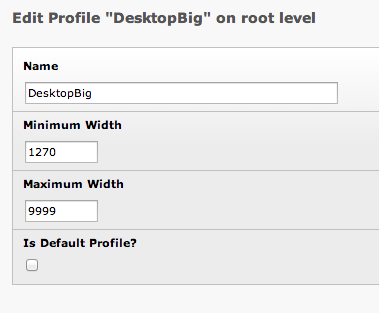 Edit Profile "DesktopBig" on root level
Name
DesktopBig
Minimum Width
1270
Maximum Width
9999
Is Default Profile?